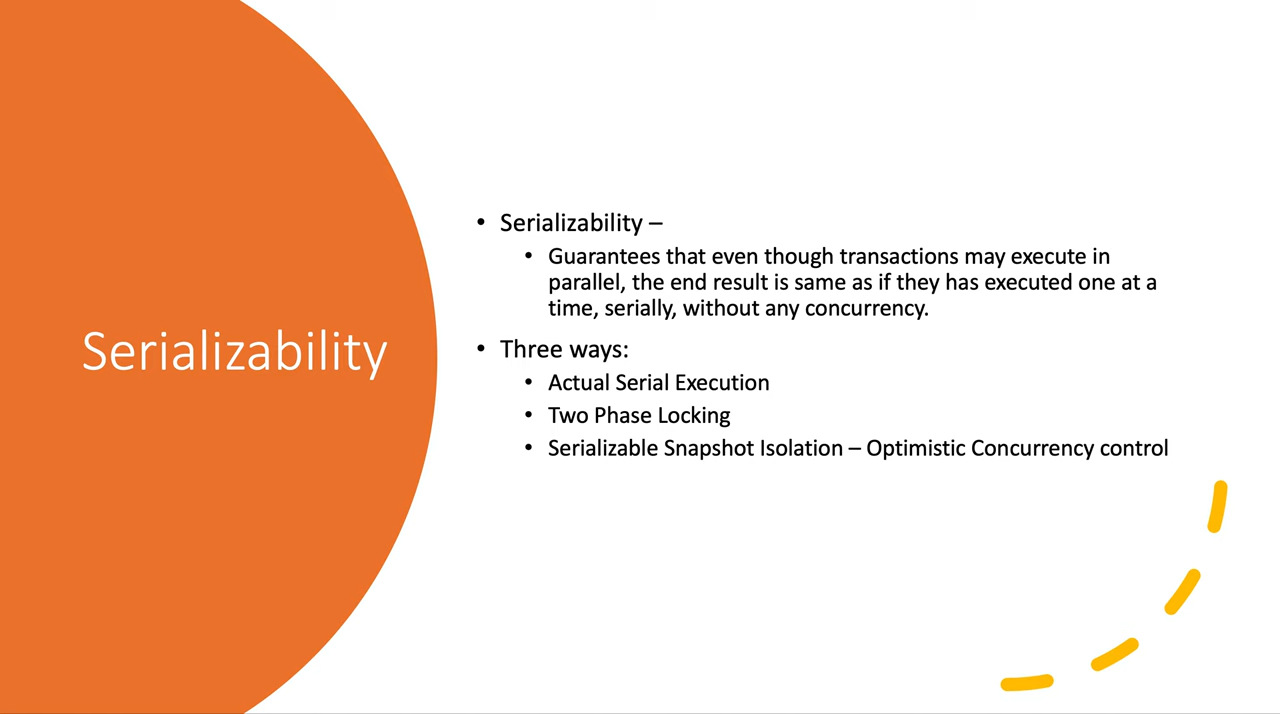 Serializability
• Serializability –
• Guarantees that even though transactions may execute in
parallel, the end result is same as if they has executed one at a
time, serially, without any concurrency.
• Three ways:
• Actual Serial Execution
• Two Phase Locking
• Serializable Snapshot Isolation – Optimistic Concurrency control